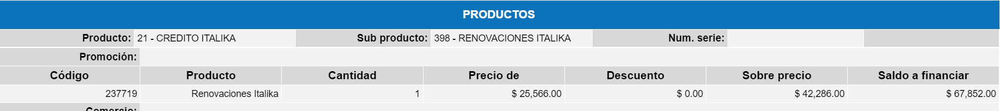 PRODUCTOS
Producto: 21 - CREDITO ITALIKA Sub producto: 398 - RENOVACIONES ITALIKA Num. serie:
Promoción:
Código Producto Cantidad Precio de Descuento Sobre precio Saldo a financiar
237719 Renovaciones Italika 1 $ 25,566.00 $ 0.00 $ 42,286.00 $ 67,852.00
Comercio: